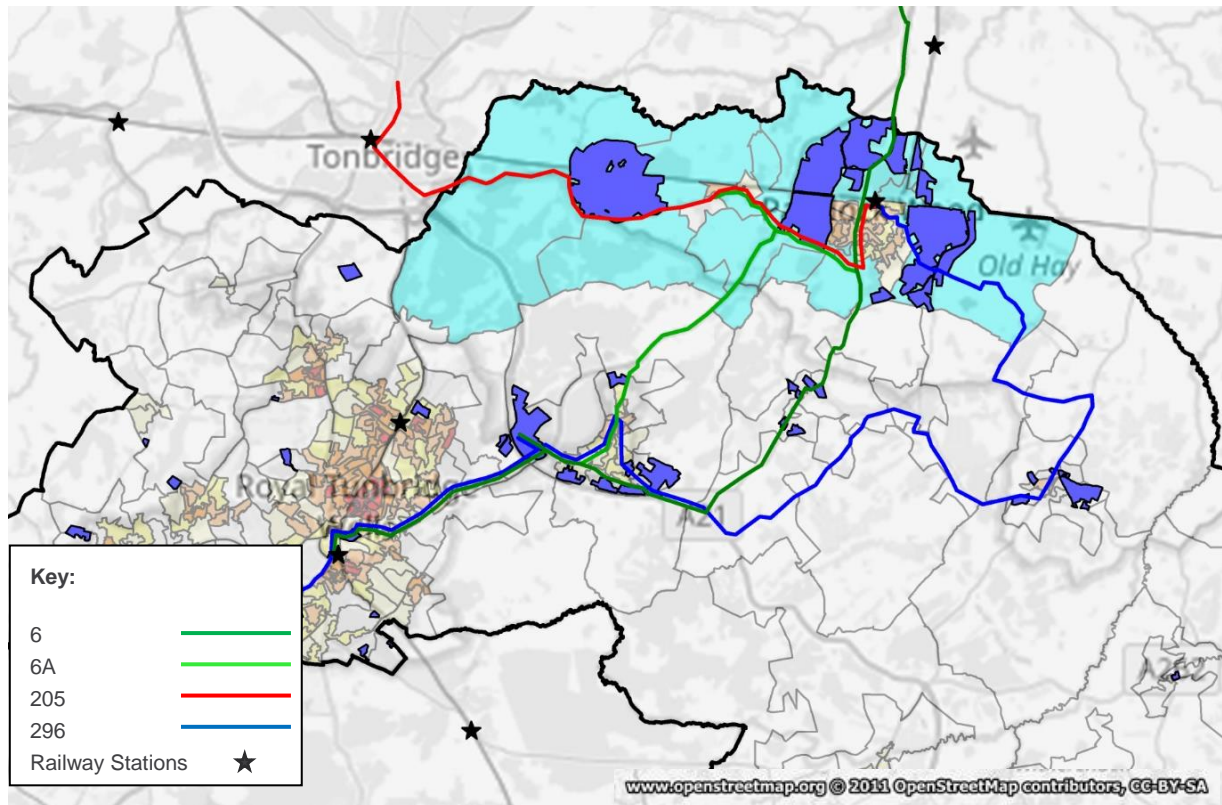 Tonbridge
Old Hay
Royal Tunbridge
A21
Key:
6
6A
205
296
Railway Stations
www.openstreetmap.org © 2011 OpenStreetMap contributors, CC-BY-SA